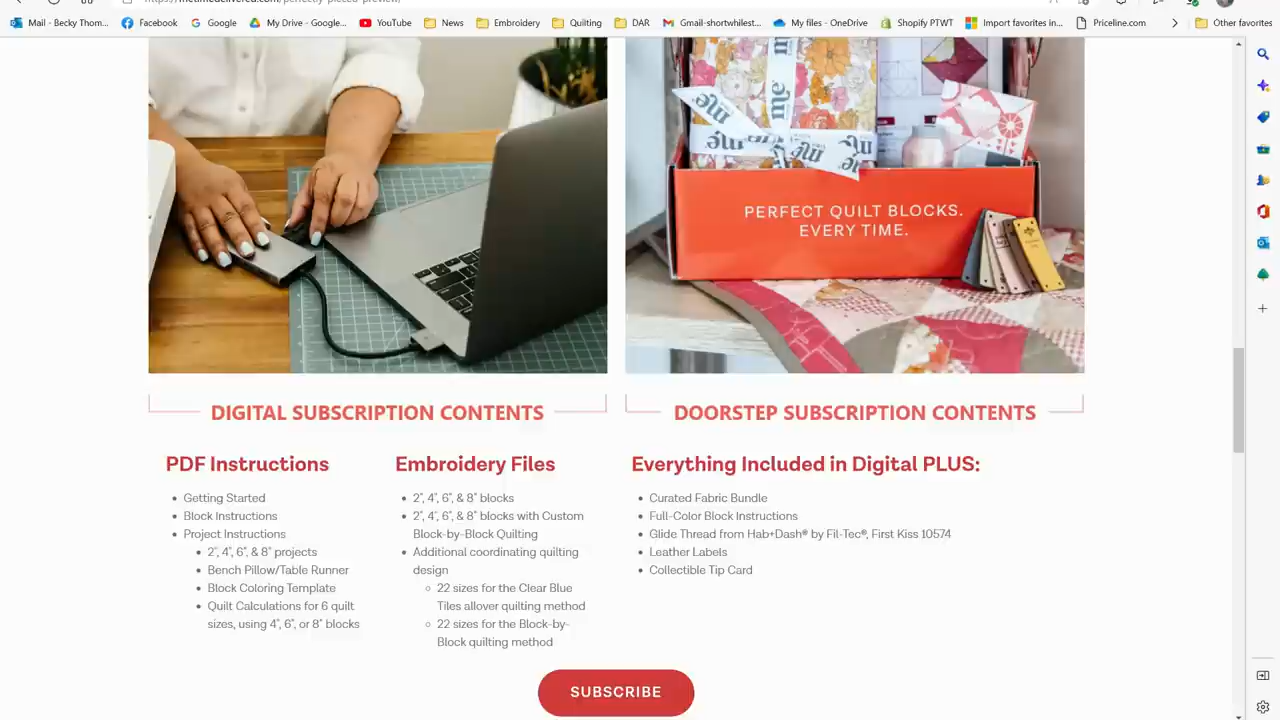 Mail - Becky Thom...
Facebook
Google
My Drive - Google...
YouTube
News
Embroidery
Quilting
DAR
Gmail-shortwhilest...
My files - OneDrive
Shopify PTWT
Import favorites in...
Priceline.com
Other favorites
me
me
me
me
me
PERFECT QUILT BLOCKS.
EVERY TIME.
DIGITAL SUBSCRIPTION CONTENTS
DOORSTEP SUBSCRIPTION CONTENTS
PDF Instructions
Getting Started
Block Instructions
Project Instructions
2", 4", 6", & 8" projects
Bench Pillow/Table Runner
Block Coloring Template
Quilt Calculations for 6 quilt
sizes, using 4", 6", or 8" blocks
Embroidery Files
2", 4", 6", & 8" blocks
2", 4", 6", & 8" blocks with Custom
Block-by-Block Quilting
Additional coordinating quilting
design
22 sizes for the Clear Blue
Tiles allover quilting method
22 sizes for the Block-by-
Block quilting method
Everything Included in Digital PLUS:
Curated Fabric Bundle
Full-Color Block Instructions
Glide Thread from Hab+Dash® by Fil-Tec®, First Kiss 10574
Leather Labels
Collectible Tip Card
SUBSCRIBE